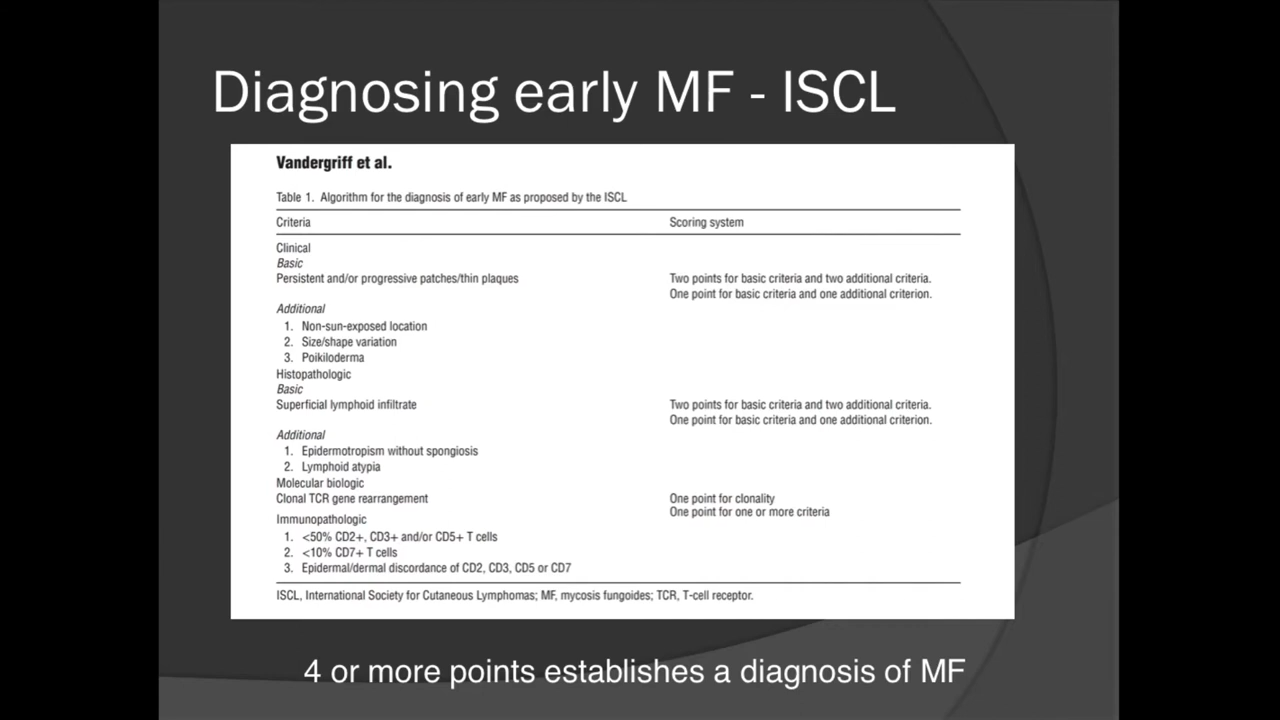 Diagnosing early MF - ISCL
Vandergriff et al.
Table 1. Algorithm for the diagnosis of early MF as proposed by the ISCL
Criteria Scoring system
Clinical
Basic
Persistent and/or progressive patches/thin plaques Two points for basic criteria and two additional criteria.
One point for basic criteria and one additional criterion.
Additional
1. Non-sun-exposed location
2. Size/shape variation
3. Poikiloderma
Histopathologic
Basic
Superficial lymphoid infiltrate Two points for basic criteria and two additional criteria.
One point for basic criteria and one additional criterion.
Additional
1. Epidermotropism without spongiosis
2. Lymphoid atypia
Molecular biologic
Clonal TCR gene rearrangement One point for clonality
One point for one or more criteria
Immunopathologic
1. <50% CD2+, CD3+ and/or CD5+ T cells
2. <10% CD7+ T cells
3. Epidermal/dermal discordance of CD2, CD3, CD5 or CD7
ISCL, International Society for Cutaneous Lymphomas; MF, mycosis fungoides; TCR, T-cell receptor.
4 or more points establishes a diagnosis of MF